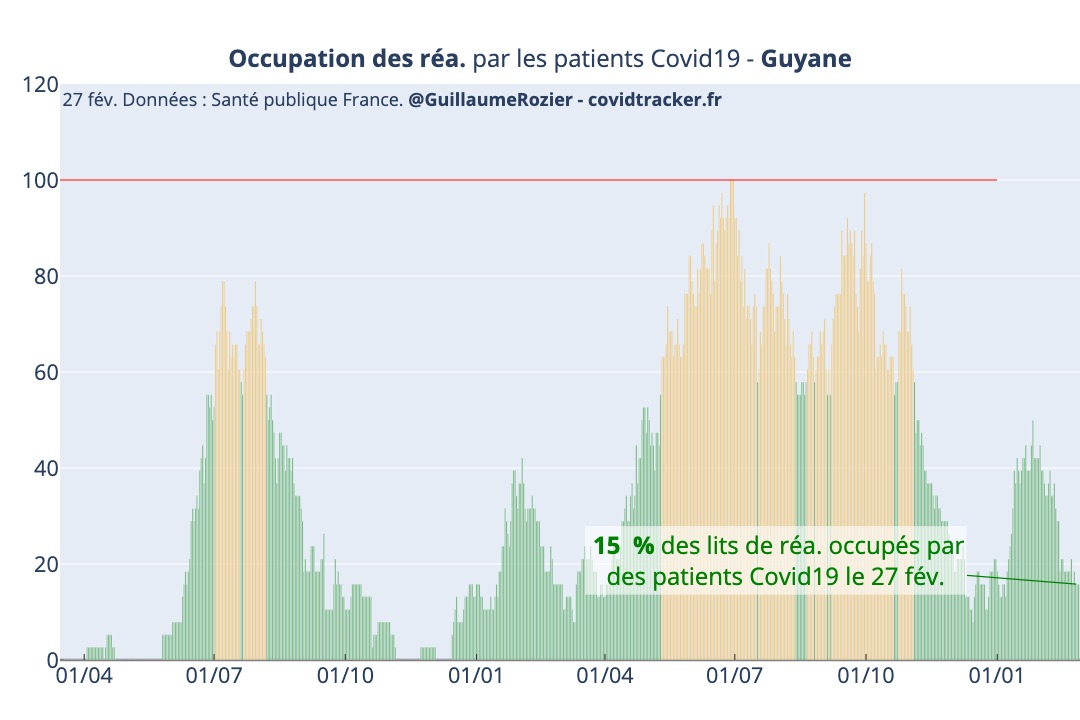 Occupation des réa. par les patients Covid19 - Guyane
27 fév. Données : Santé publique France. @GuillaumeRozier - covidtracker.fr
120
100
80
60
40
20
0
15 % des lits de réa. occupés par
des patients Covid19 le 27 fév.
01/04 01/07 01/10 01/01 01/04 01/07 01/10 01/01